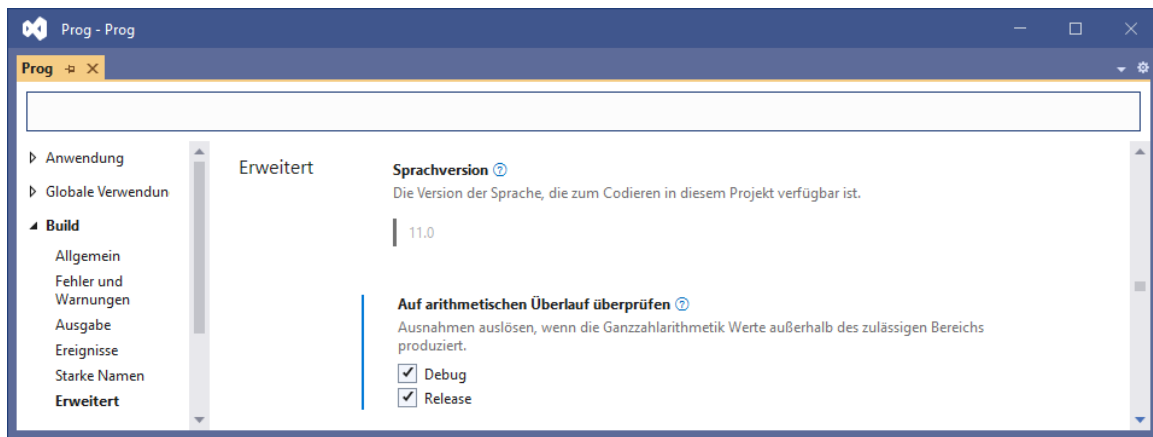 Prog - Prog
Prog
Anwendung
Globale Verwendun
Build
Allgemein
Fehler und
Warnungen
Ausgabe
Ereignisse
Starke Namen
Erweitert
Erweitert
Sprachversion
Die Version der Sprache, die zum Codieren in diesem Projekt verfügbar ist.
11.0
Auf arithmetischen Überlauf überprüfen
Ausnahmen auslösen, wenn die Ganzzahlarithmetik Werte außerhalb des zulässigen Bereichs
produziert.
Debug
Release